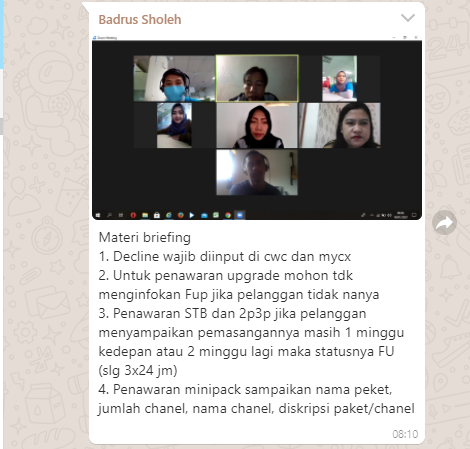 Badrus Sholeh
Materi briefing
1. Decline wajib diinput di cwc dan mycx
2. Untuk penawaran upgrade mohon tdk
menginfokan Fup jika pelanggan tidak nanya
3. Penawaran STB dan 2p3p jika pelanggan
menyampaikan pemasangannya masih 1 minggu
kedepan atau 2 minggu lagi maka statusnya FU
(slg 3x24 jm)
4. Penawaran minipack sampaikan nama peket,
jumlah chanel, nama chanel, diskripsi paket/chanel
08:10